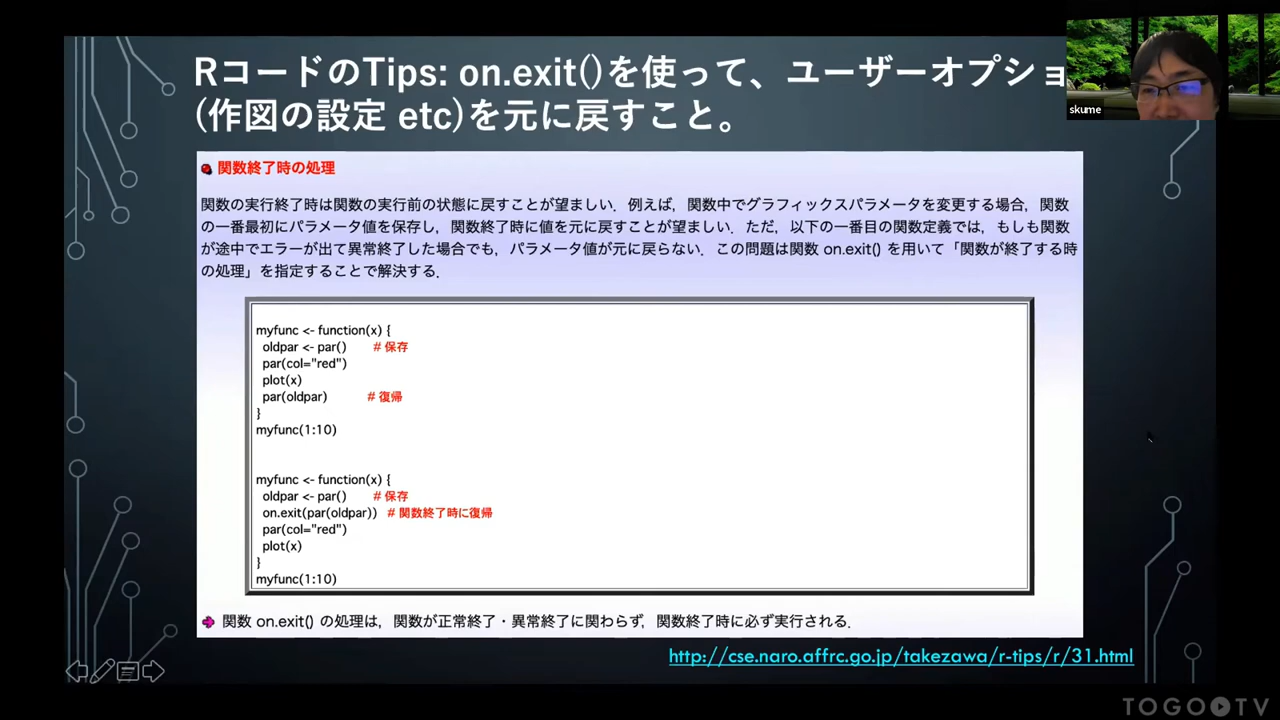 RコードのTips: on.exit()を使って、ユーザーオプショ
(作図の設定 etc)を元に戻すこと。
skume
関数終了時の処理
関数の実行終了時は関数の実行前の状態に戻すことが望ましい．例えば，関数中でグラフィックスパラメータを変更する場合，関数
の一番最初にパラメータ値を保存し，関数終了時に値を元に戻すことが望ましい．ただ，以下の一番目の関数定義では，もしも関数
が途中でエラーが出て異常終了した場合でも，パラメータ値が元に戻らない．この問題は関数 on.exit() を用いて「関数が終了する時
の処理」を指定することで解決する．
myfunc <- function(x) {
oldpar <- par() # 保存
par(col="red")
plot(x)
par(oldpar) # 復帰
}
myfunc(1:10)
myfunc <- function(x) {
oldpar <- par() # 保存
on.exit(par(oldpar)) # 関数終了時に復帰
par(col="red")
plot(x)
}
myfunc(1:10)
関数 on.exit() の処理は，関数が正常終了・異常終了に関わらず，関数終了時に必ず実行される．
http://cse.naro.affrc.go.jp/takezawa/r-tips/r/31.html
TOGO TV